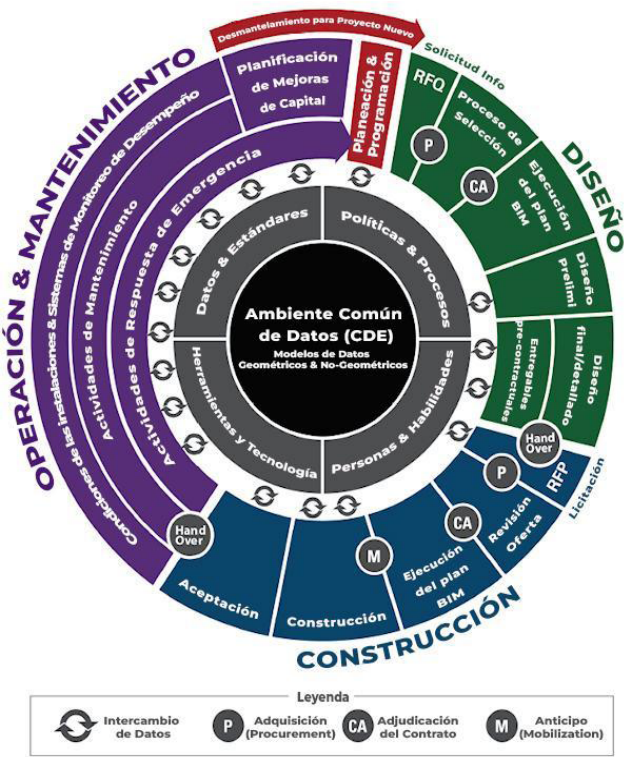 Desmantelamiento para Proyecto Nuevo
Planeación &
Programación
DISEÑO
Solicitud Info
RFQ
P
Proceso de
Selección
CA
Ejecución
del plan
BIM
Diseño
Prelimi
Diseño
final/detallado
Entregables
pre-contractuales
Hand
Over
CONSTRUCCIÓN
Licitación
RFP
P
Revisión
Oferta
CA
Ejecución
del plan
BIM
M
Construcción
Aceptación
Hand
Over
OPERACIÓN & MANTENIMIENTO
Condiciones de las instalaciones & Sistemas de Monitoreo de Desempeño
Actividades de Mantenimiento
Actividades de Respuesta de Emergencia
Planificación
de Mejoras
de Capital
Datos & Estándares
Políticas & Procesos
Personas & Habilidades
Herramientas y Tecnología
Ambiente Común
de Datos (CDE)
Modelos de Datos
Geométricos & No-Geométricos
Leyenda
Intercambio
de Datos
P
Adquisición
(Procurement)
CA
Adjudicación
del Contrato
M
Anticipo
(Mobilization)